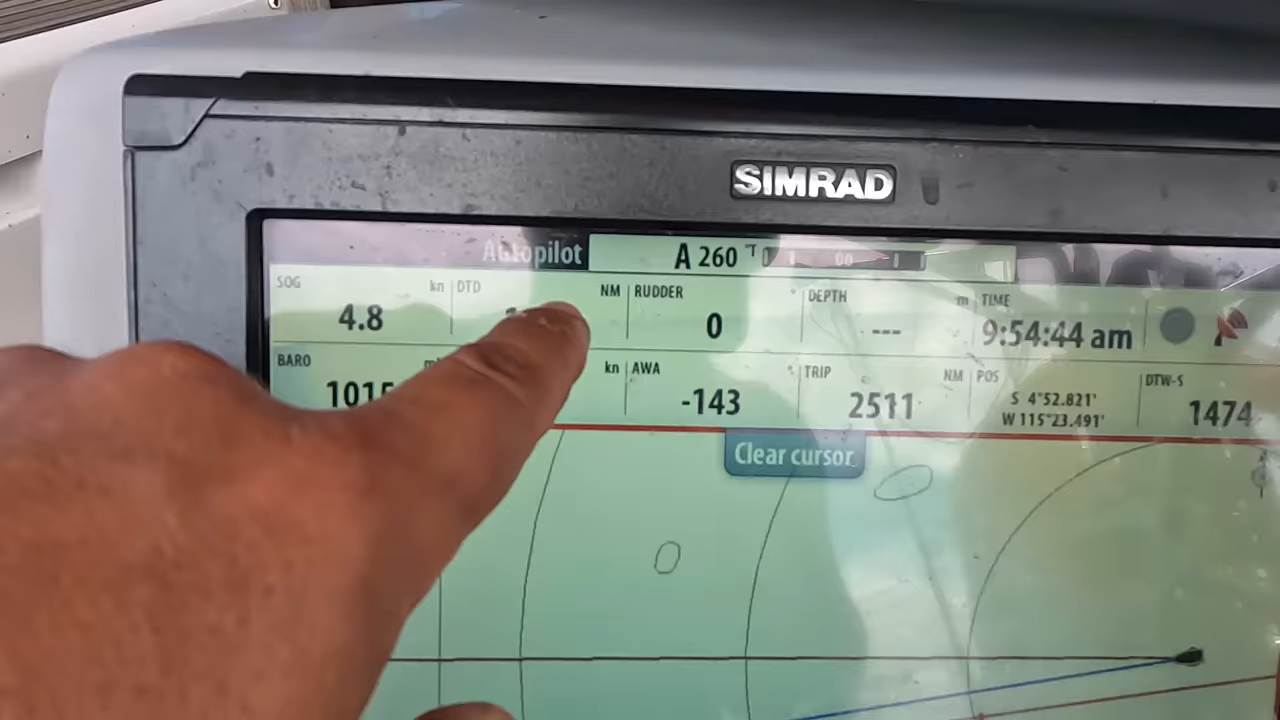 SIMRAD
Autopilot A 260 °T 00
SOG kn DTD NM RUDDER ° DEPTH m TIME
4.8 0 --- 9:54:44 am
BARO kn AWA ° TRIP NM POS DTW-S
1015 -143 2511 S 4°52.821' 1474
W 115°23.491'
Clear cursor